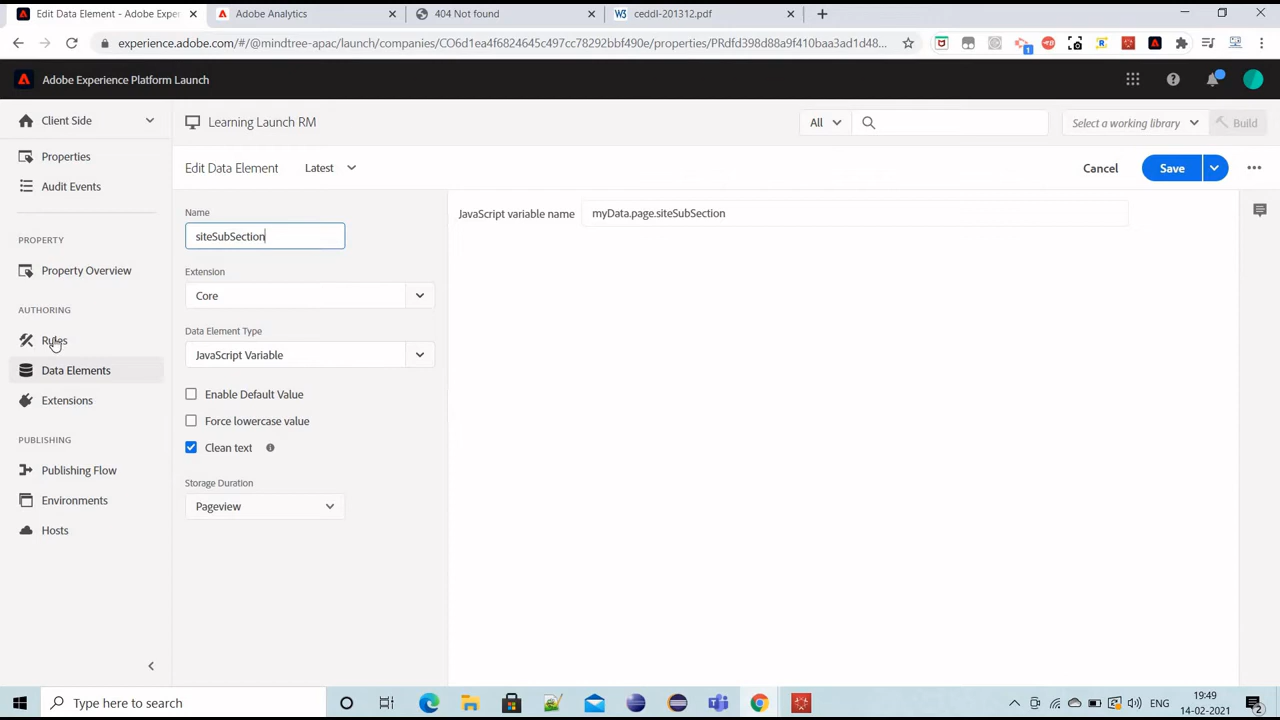 Edit Data Element - Adobe Experie
Adobe Analytics
404 Not found
W3
ceddl-201312.pdf
experience.adobe.com/#/@mindtree-apac/launch/companies/CO6d1ea4f6824645c497cc78292bbf490e/properties/PRdfd398d88a9f410baa3ad1d48...
1
Adobe Experience Platform Launch
Client Side
Learning Launch RM
All
Select a working library
Build
Properties
Audit Events
PROPERTY
Property Overview
AUTHORING
Rules
Data Elements
Extensions
PUBLISHING
Publishing Flow
Environments
Hosts
Edit Data Element
Latest
Cancel
Save
Name
siteSubSection
Extension
Core
Data Element Type
JavaScript Variable
Enable Default Value
Force lowercase value
Clean text
Storage Duration
Pageview
JavaScript variable name
myData.page.siteSubSection
Type here to search
ENG
19:49
14-02-2021
2